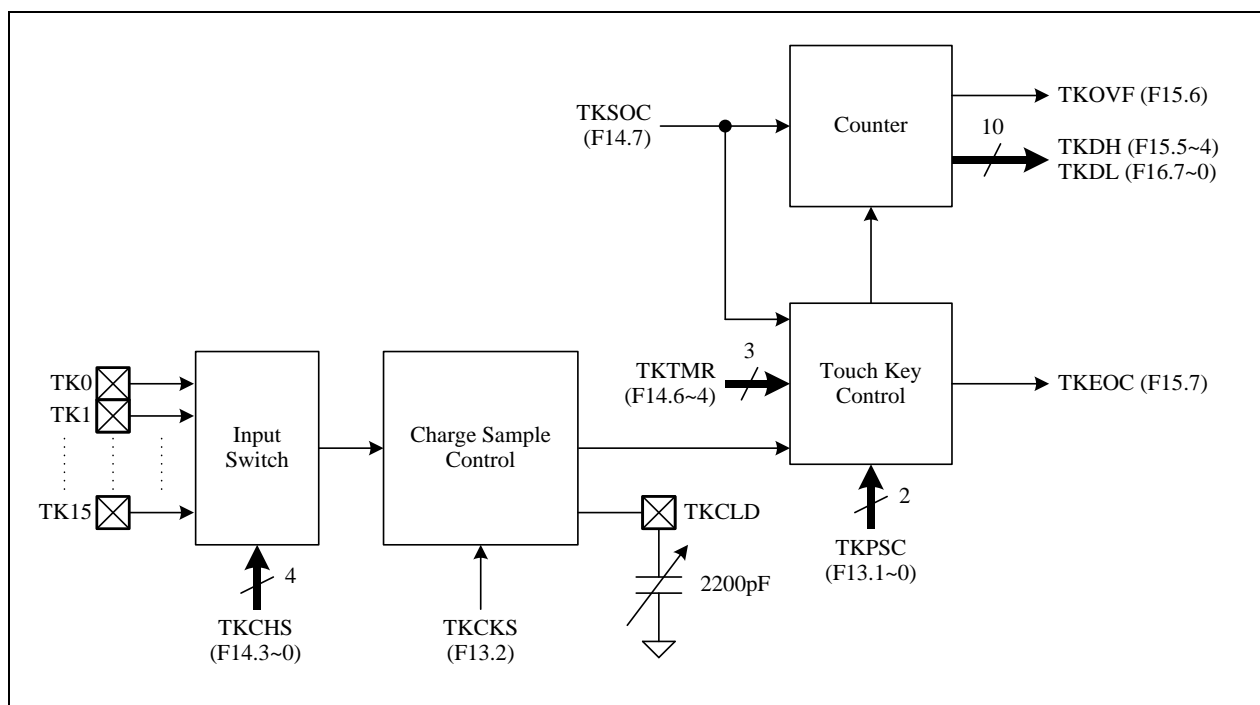 TKSOC
(F14.7)
Counter
TKOVF (F15.6)
10
TKDH (F15.5~4)
TKDL (F16.7~0)
TK0
TK1
TK15
Input
Switch
Charge Sample
Control
TKTMR
(F14.6~4)
3
Touch Key
Control
TKEOC (F15.7)
TKCLD
2
TKPSC
(F13.1~0)
4
2200pF
TKCHS
(F14.3~0)
TKCKS
(F13.2)